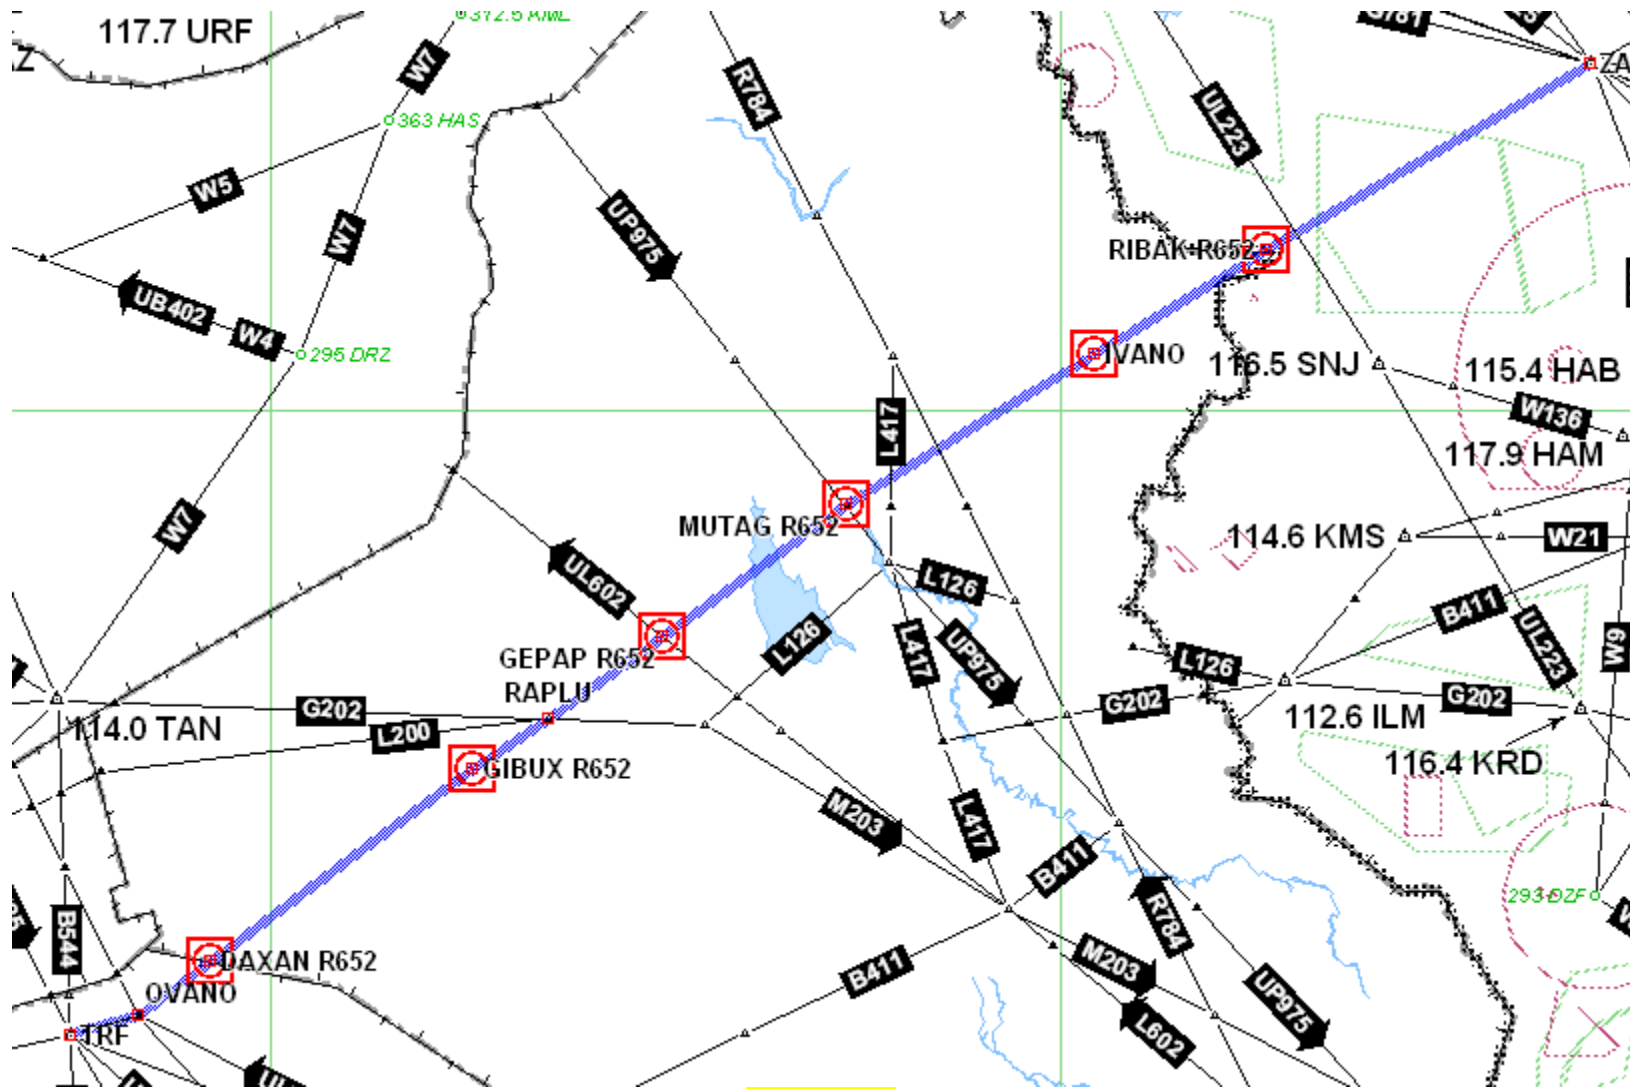 312.5 KML
117.7 URF
W7
R784
363 HAS
UL223
W5
W7
UP975
RIBAK R652
UB402
W4
295 DRZ
IVANO
116.5 SNJ
115.4 HAB
W136
L417
117.9 HAM
W7
MUTAG R652
114.6 KMS
W21
UL602
L126
B411
L126
L417
UP975
UL223
W9
GEPAP R652
RAPLU
L126
G202
G202
G202
114.0 TAN
L200
112.6 ILM
GIBUX R652
116.4 KRD
M203
L417
B411
293 DZF
R784
B544
DAXAN R652
B411
M203
OVANO
UP975
TRF
L602